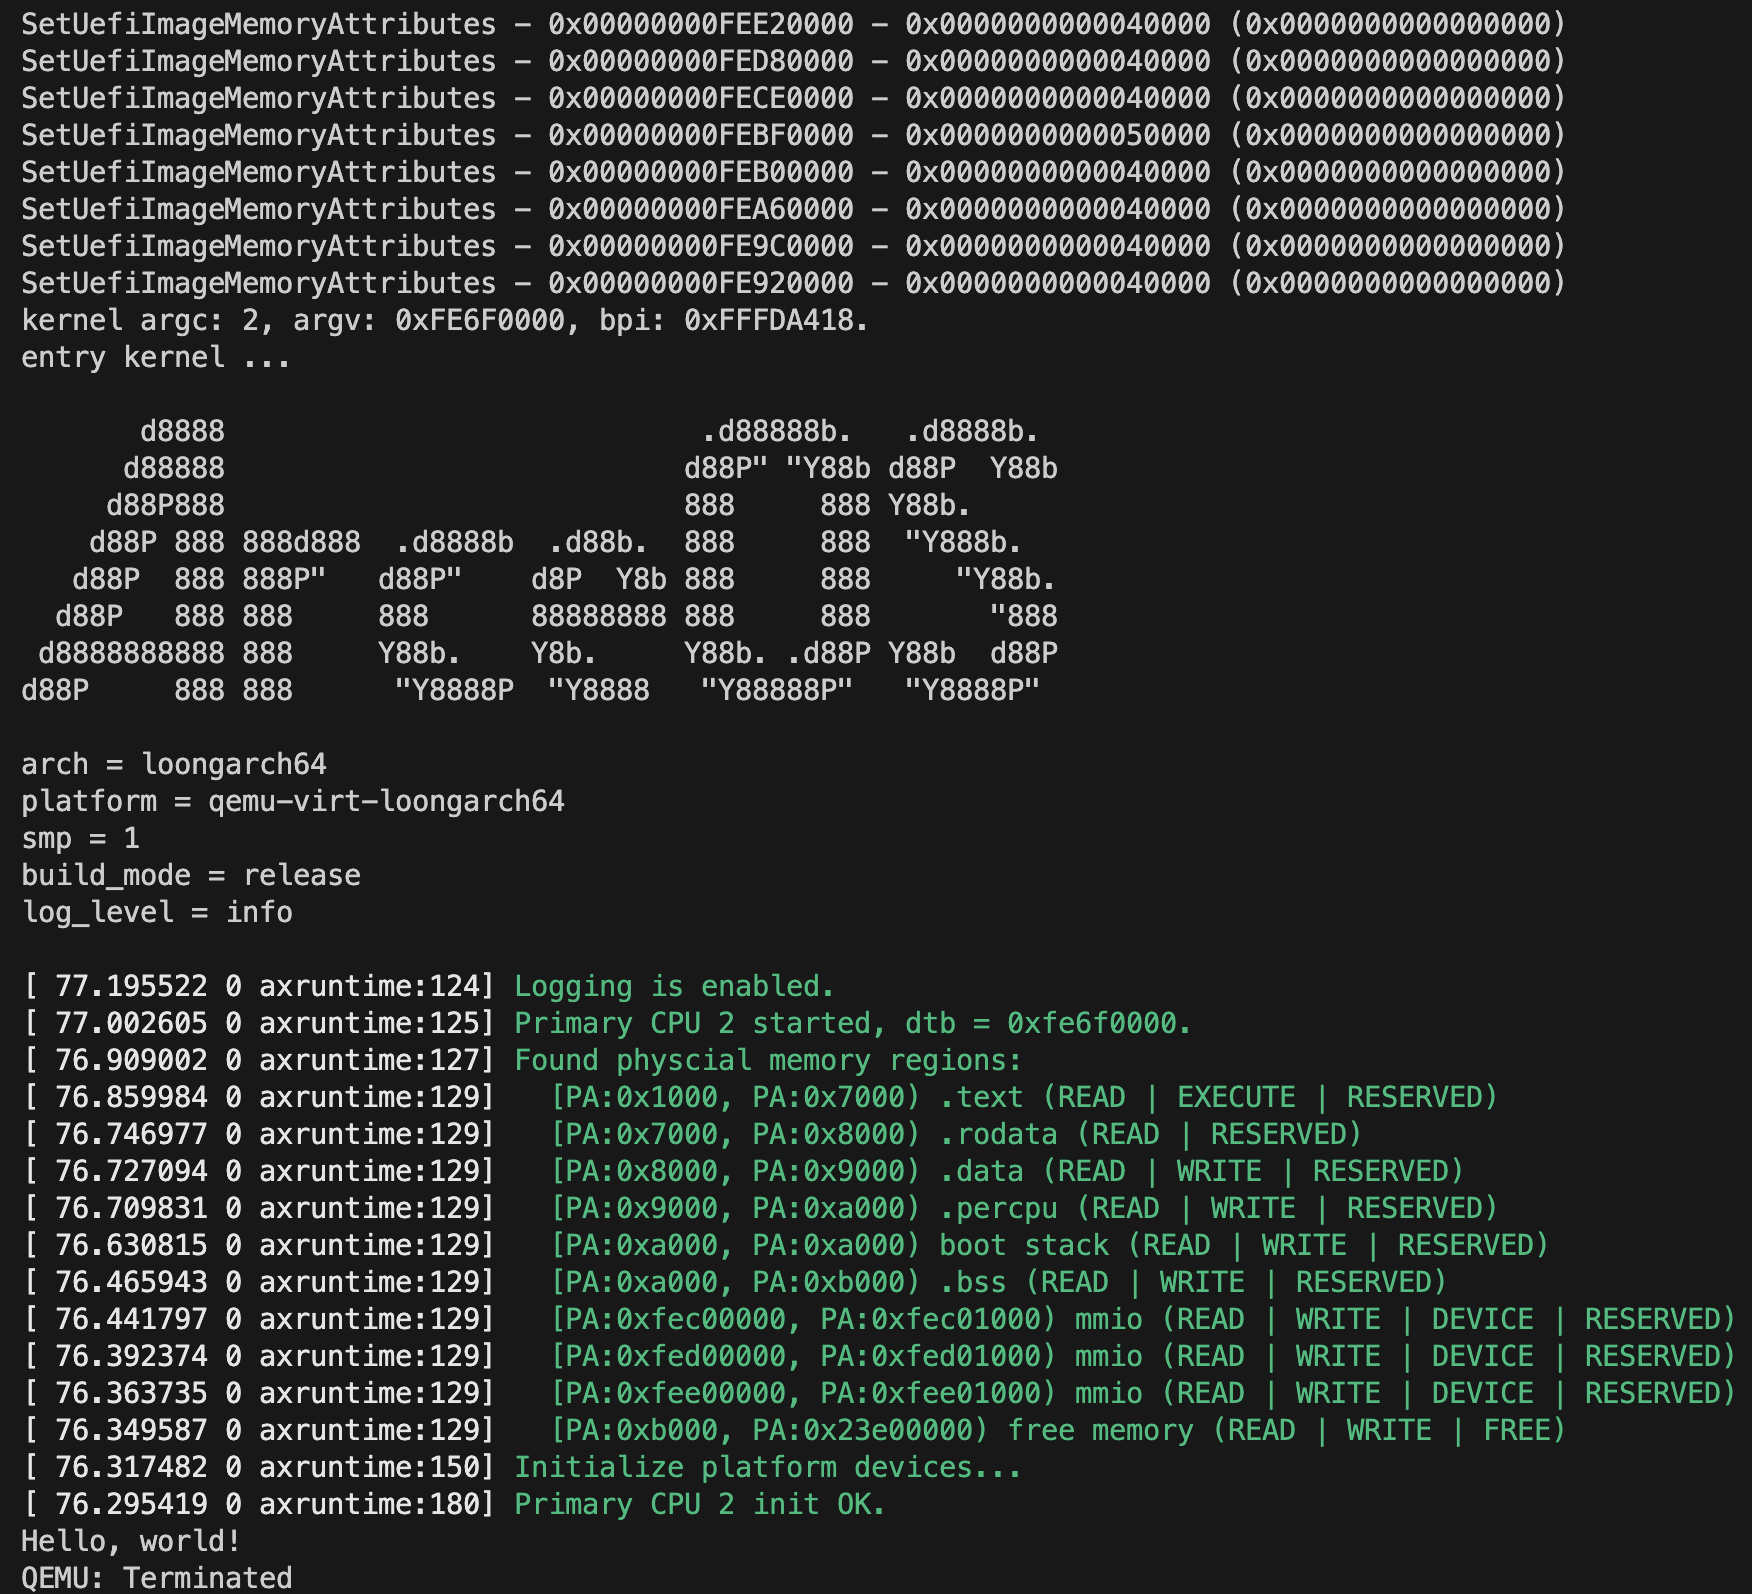 SetUefiImageMemoryAttributes - 0x00000000FEE20000 - 0x0000000000040000 (0x0000000000000000)
SetUefiImageMemoryAttributes - 0x00000000FED80000 - 0x0000000000040000 (0x0000000000000000)
SetUefiImageMemoryAttributes - 0x00000000FECE0000 - 0x0000000000040000 (0x0000000000000000)
SetUefiImageMemoryAttributes - 0x00000000FEBF0000 - 0x0000000000050000 (0x0000000000000000)
SetUefiImageMemoryAttributes - 0x00000000FEB00000 - 0x0000000000040000 (0x0000000000000000)
SetUefiImageMemoryAttributes - 0x00000000FEA60000 - 0x0000000000040000 (0x0000000000000000)
SetUefiImageMemoryAttributes - 0x00000000FE9C0000 - 0x0000000000040000 (0x0000000000000000)
SetUefiImageMemoryAttributes - 0x00000000FE920000 - 0x0000000000040000 (0x0000000000000000)
kernel argc: 2, argv: 0xFE6F0000, bpi: 0xFFFDA418.
entry kernel ...

       d8888                            .d88888b.   .d8888b.
      d88888                           d88P" "Y88b d88P  Y88b
     d88P888                           888     888 Y88b.
    d88P 888 888d888  .d8888b  .d88b.  888     888  "Y888b.
   d88P  888 888P"   d88P"    d8P  Y8b 888     888     "Y88b.
  d88P   888 888     888      88888888 888     888       "888
 d8888888888 888     Y88b.    Y8b.     Y88b. .d88P Y88b  d88P
d88P     888 888      "Y8888P  "Y8888   "Y88888P"   "Y8888P"

arch = loongarch64
platform = qemu-virt-loongarch64
smp = 1
build_mode = release
log_level = info

[ 77.195522 0 axruntime:124] Logging is enabled.
[ 77.002605 0 axruntime:125] Primary CPU 2 started, dtb = 0xfe6f0000.
[ 76.909002 0 axruntime:127] Found physcial memory regions:
[ 76.859984 0 axruntime:129]   [PA:0x1000, PA:0x7000) .text (READ | EXECUTE | RESERVED)
[ 76.746977 0 axruntime:129]   [PA:0x7000, PA:0x8000) .rodata (READ | RESERVED)
[ 76.727094 0 axruntime:129]   [PA:0x8000, PA:0x9000) .data (READ | WRITE | RESERVED)
[ 76.709831 0 axruntime:129]   [PA:0x9000, PA:0xa000) .percpu (READ | WRITE | RESERVED)
[ 76.630815 0 axruntime:129]   [PA:0xa000, PA:0xa000) boot stack (READ | WRITE | RESERVED)
[ 76.465943 0 axruntime:129]   [PA:0xa000, PA:0xb000) .bss (READ | WRITE | RESERVED)
[ 76.441797 0 axruntime:129]   [PA:0xfec00000, PA:0xfec01000) mmio (READ | WRITE | DEVICE | RESERVED)
[ 76.392374 0 axruntime:129]   [PA:0xfed00000, PA:0xfed01000) mmio (READ | WRITE | DEVICE | RESERVED)
[ 76.363735 0 axruntime:129]   [PA:0xfee00000, PA:0xfee01000) mmio (READ | WRITE | DEVICE | RESERVED)
[ 76.349587 0 axruntime:129]   [PA:0xb000, PA:0x23e00000) free memory (READ | WRITE | FREE)
[ 76.317482 0 axruntime:150] Initialize platform devices...
[ 76.295419 0 axruntime:180] Primary CPU 2 init OK.
Hello, world!
QEMU: Terminated